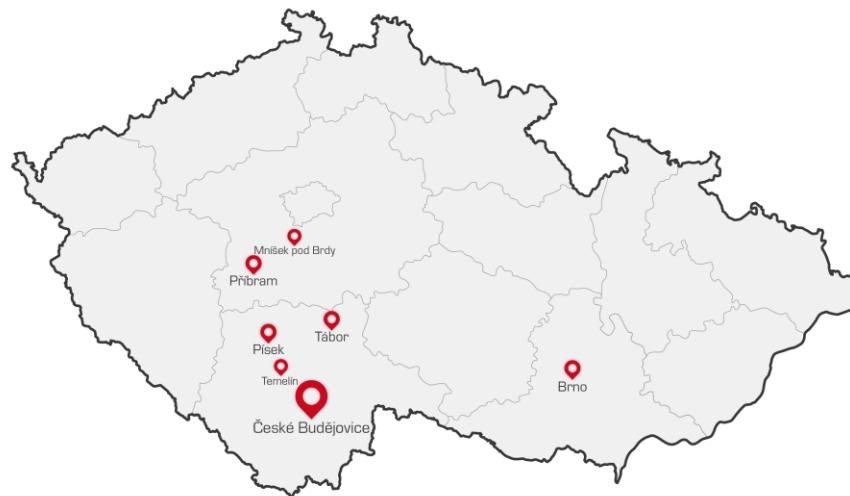 Mníšek pod Brdy
Příbram
Tábor
Písek
Temelín
Brno
České Budějovice